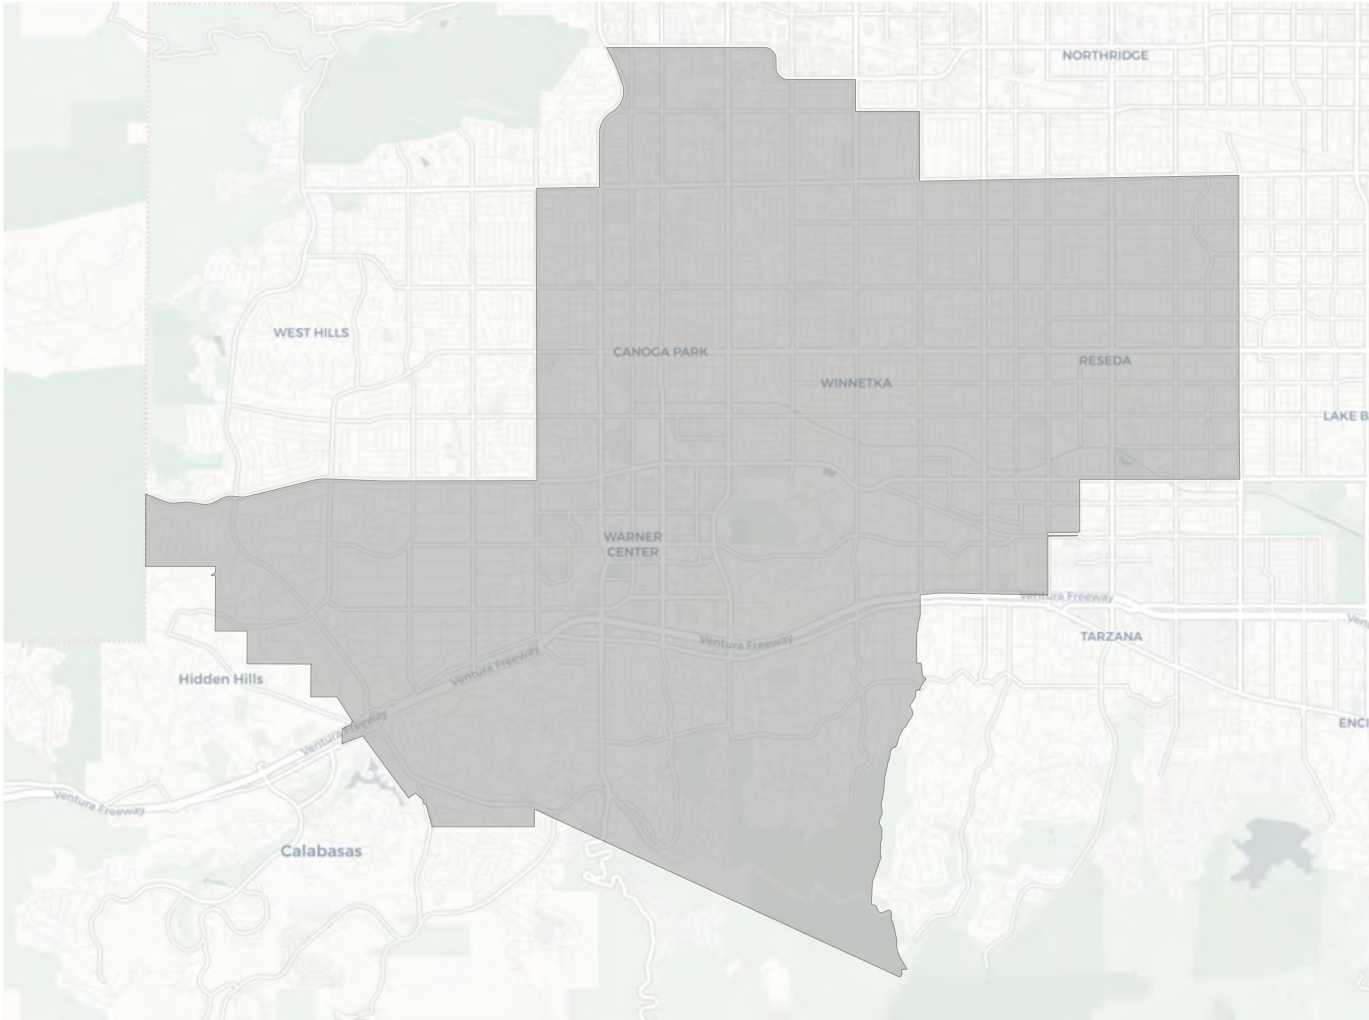 NORTHRIDGE
WEST HILLS
CANOGA PARK
RESEDA
WINNETKA
LAKE B
WARNER
CENTER
Ventura Freeway
Ventura Freeway
TARZANA
Ventura Freeway
Hidden Hills
Ventura Freeway
ENCI
Ventura Freeway
Calabasas